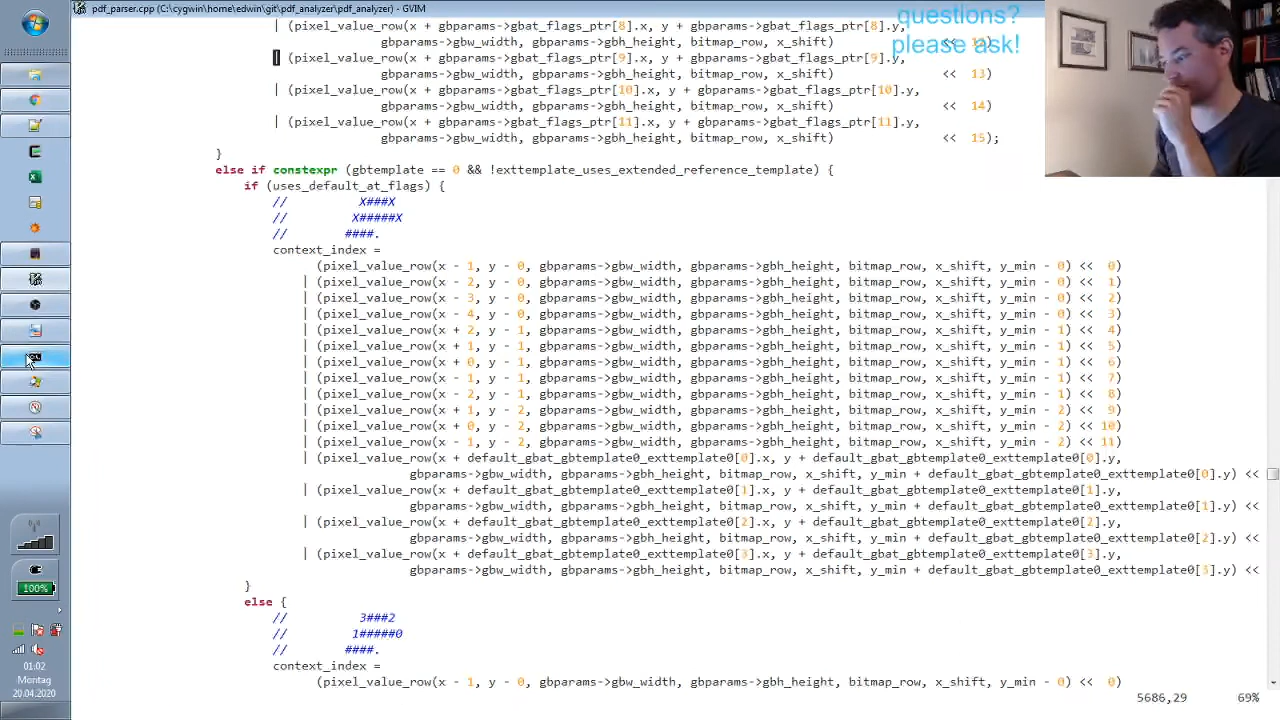 pdf_parser.cpp (C:\cygwin\home\edwin\git\pdf_analyzer) - GVIM
questions?
please ask!
| (pixel_value_row(x + gbparams->gbat_flags_ptr[8].x, y + gbparams->gbat_flags_ptr[8].y,
gbparams->gbw_width, gbparams->gbh_height, bitmap_row, x_shift) << 12)
| (pixel_value_row(x + gbparams->gbat_flags_ptr[9].x, y + gbparams->gbat_flags_ptr[9].y,
gbparams->gbw_width, gbparams->gbh_height, bitmap_row, x_shift) << 13)
| (pixel_value_row(x + gbparams->gbat_flags_ptr[10].x, y + gbparams->gbat_flags_ptr[10].y,
gbparams->gbw_width, gbparams->gbh_height, bitmap_row, x_shift) << 14)
| (pixel_value_row(x + gbparams->gbat_flags_ptr[11].x, y + gbparams->gbat_flags_ptr[11].y,
gbparams->gbw_width, gbparams->gbh_height, bitmap_row, x_shift) << 15);
}
else if constexpr (gbtemplate == 0 && !exttemplate_uses_extended_reference_template) {
if (uses_default_at_flags) {
// X###X
// X#####X
// ####.
context_index =
(pixel_value_row(x - 1, y - 0, gbparams->gbw_width, gbparams->gbh_height, bitmap_row, x_shift, y_min - 0) << 0)
| (pixel_value_row(x - 2, y - 0, gbparams->gbw_width, gbparams->gbh_height, bitmap_row, x_shift, y_min - 0) << 1)
| (pixel_value_row(x - 3, y - 0, gbparams->gbw_width, gbparams->gbh_height, bitmap_row, x_shift, y_min - 0) << 2)
| (pixel_value_row(x - 4, y - 0, gbparams->gbw_width, gbparams->gbh_height, bitmap_row, x_shift, y_min - 0) << 3)
| (pixel_value_row(x + 2, y - 1, gbparams->gbw_width, gbparams->gbh_height, bitmap_row, x_shift, y_min - 1) << 4)
| (pixel_value_row(x + 1, y - 1, gbparams->gbw_width, gbparams->gbh_height, bitmap_row, x_shift, y_min - 1) << 5)
| (pixel_value_row(x + 0, y - 1, gbparams->gbw_width, gbparams->gbh_height, bitmap_row, x_shift, y_min - 1) << 6)
| (pixel_value_row(x - 1, y - 1, gbparams->gbw_width, gbparams->gbh_height, bitmap_row, x_shift, y_min - 1) << 7)
| (pixel_value_row(x - 2, y - 1, gbparams->gbw_width, gbparams->gbh_height, bitmap_row, x_shift, y_min - 1) << 8)
| (pixel_value_row(x + 1, y - 2, gbparams->gbw_width, gbparams->gbh_height, bitmap_row, x_shift, y_min - 2) << 9)
| (pixel_value_row(x + 0, y - 2, gbparams->gbw_width, gbparams->gbh_height, bitmap_row, x_shift, y_min - 2) << 10)
| (pixel_value_row(x - 1, y - 2, gbparams->gbw_width, gbparams->gbh_height, bitmap_row, x_shift, y_min - 2) << 11)
| (pixel_value_row(x + default_gbat_gbtemplate0_exttemplate0[0].x, y + default_gbat_gbtemplate0_exttemplate0[0].y,
gbparams->gbw_width, gbparams->gbh_height, bitmap_row, x_shift, y_min + default_gbat_gbtemplate0_exttemplate0[0].y) <<
| (pixel_value_row(x + default_gbat_gbtemplate0_exttemplate0[1].x, y + default_gbat_gbtemplate0_exttemplate0[1].y,
gbparams->gbw_width, gbparams->gbh_height, bitmap_row, x_shift, y_min + default_gbat_gbtemplate0_exttemplate0[1].y) <<
| (pixel_value_row(x + default_gbat_gbtemplate0_exttemplate0[2].x, y + default_gbat_gbtemplate0_exttemplate0[2].y,
gbparams->gbw_width, gbparams->gbh_height, bitmap_row, x_shift, y_min + default_gbat_gbtemplate0_exttemplate0[2].y) <<
| (pixel_value_row(x + default_gbat_gbtemplate0_exttemplate0[3].x, y + default_gbat_gbtemplate0_exttemplate0[3].y,
gbparams->gbw_width, gbparams->gbh_height, bitmap_row, x_shift, y_min + default_gbat_gbtemplate0_exttemplate0[3].y) <<
}
else {
// 3###2
// 1#####0
// ####.
context_index =
(pixel_value_row(x - 1, y - 0, gbparams->gbw_width, gbparams->gbh_height, bitmap_row, x_shift, y_min - 0) << 0)
5686,29 69%
100%
01:02
Montag
20.04.2020